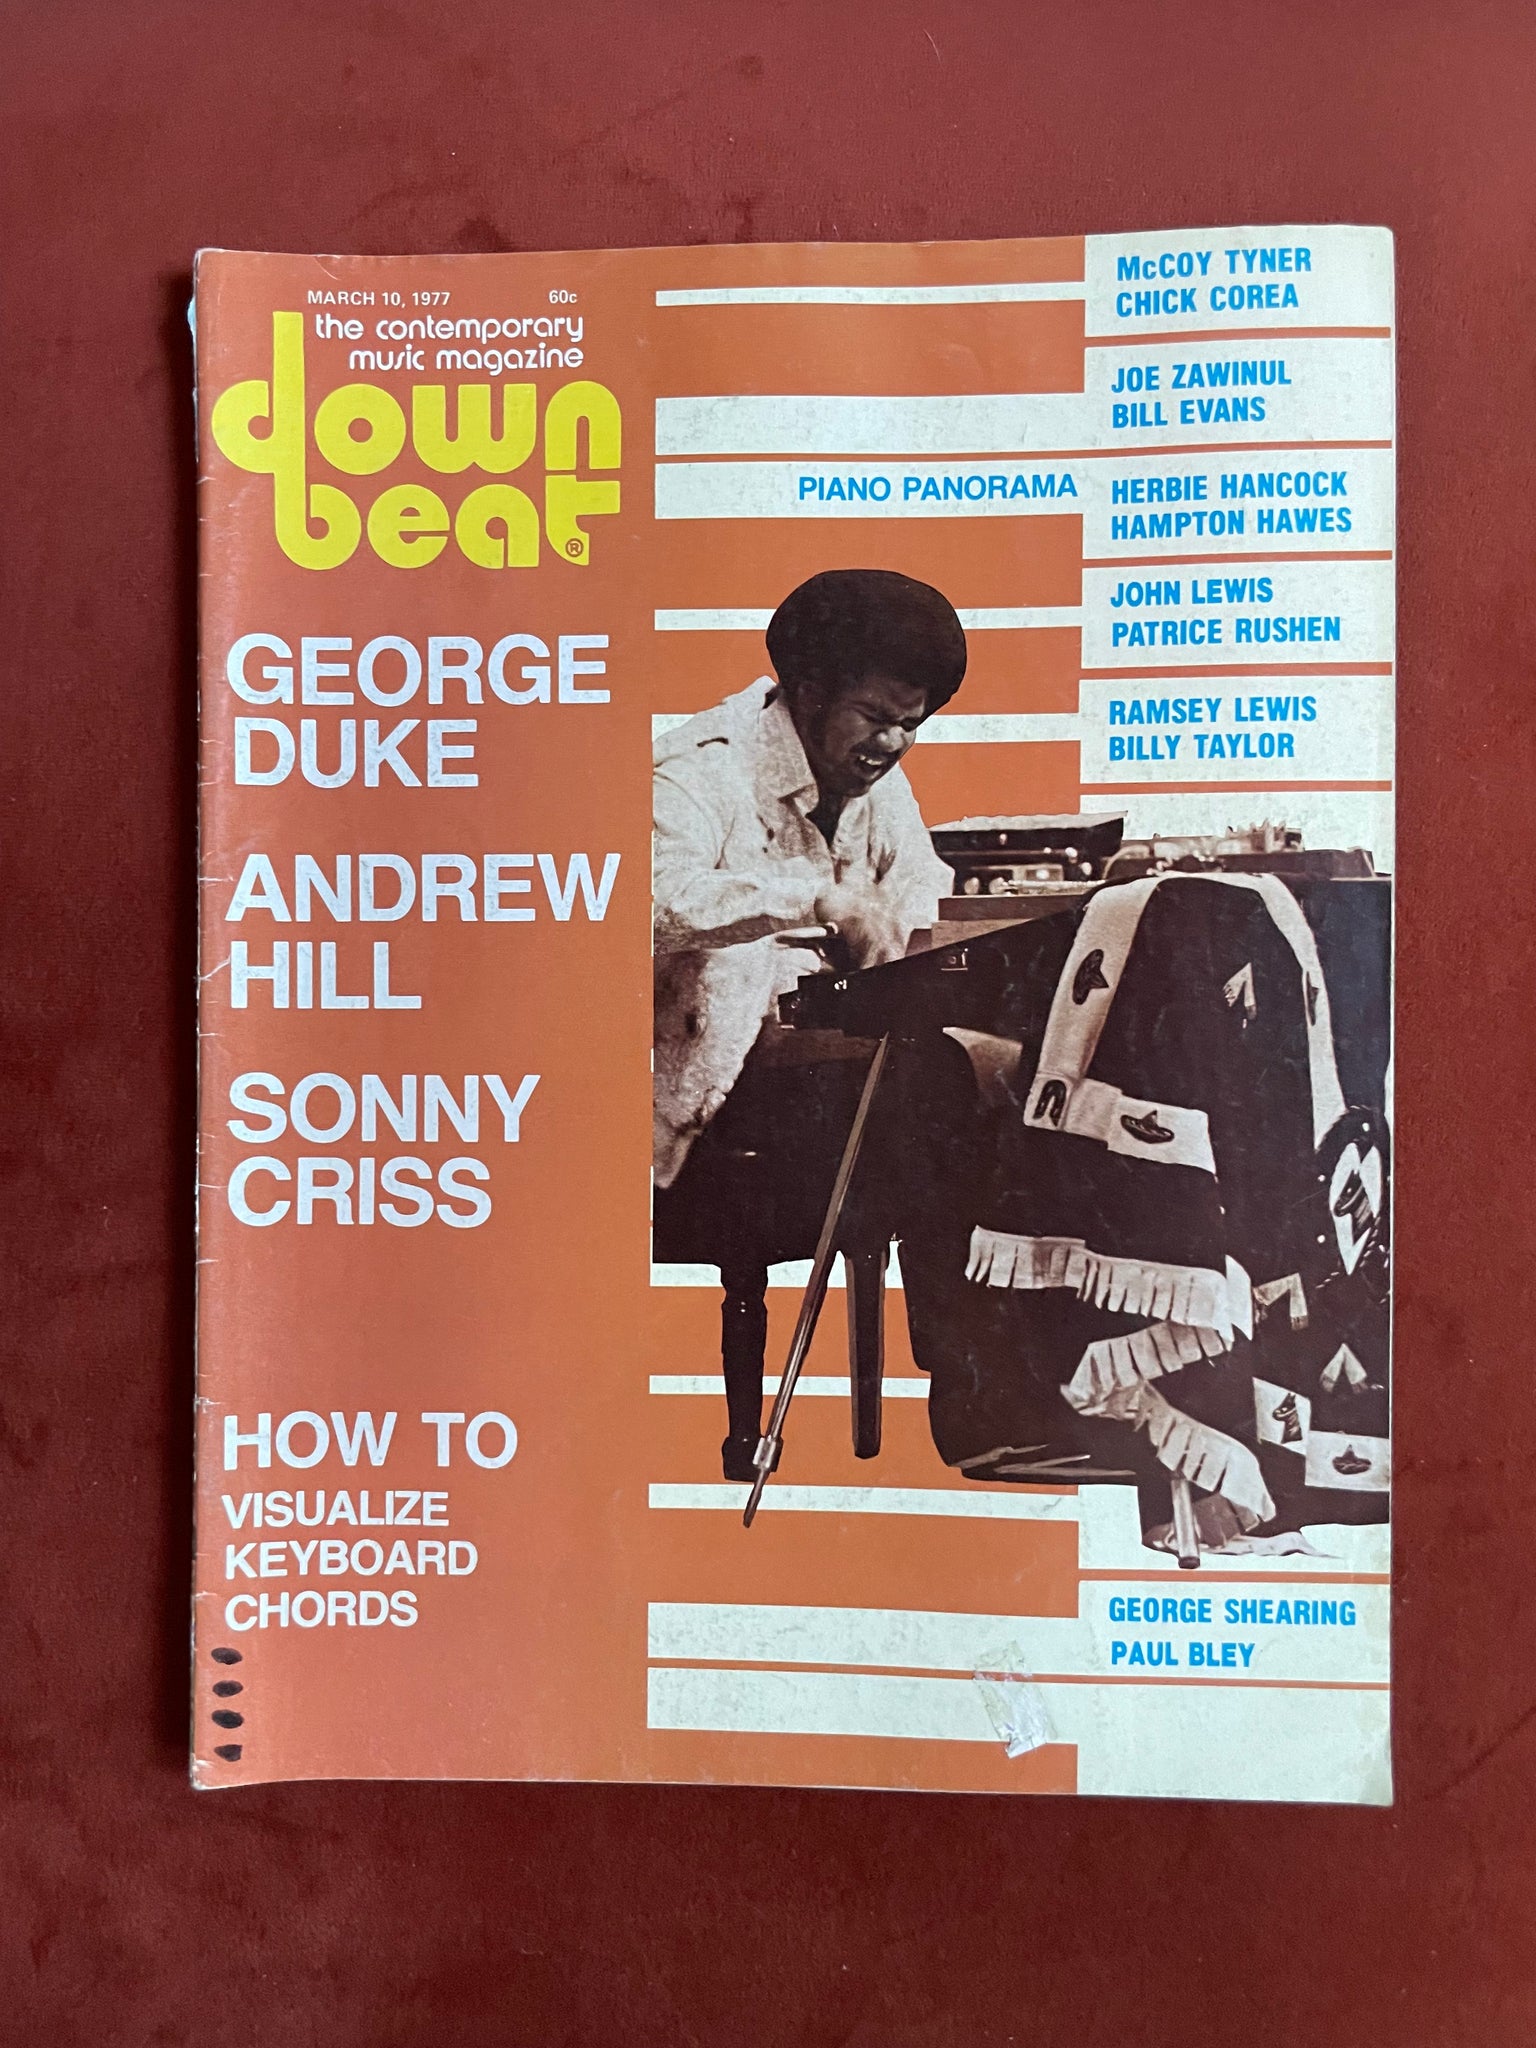 MARCH 10, 1977 60c
the contemporary
music magazine
down
beat®
GEORGE
DUKE
ANDREW
HILL
SONNY
CRISS
HOW TO
VISUALIZE
KEYBOARD
CHORDS
McCOY TYNER
CHICK COREA
JOE ZAWINUL
BILL EVANS
PIANO PANORAMA
HERBIE HANCOCK
HAMPTON HAWES
JOHN LEWIS
PATRICE RUSHEN
RAMSEY LEWIS
BILLY TAYLOR
GEORGE SHEARING
PAUL BLEY